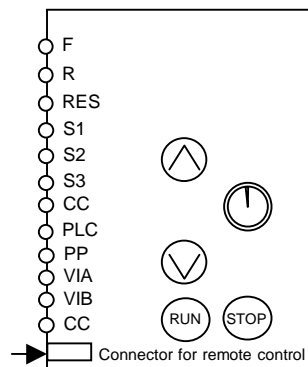 F
R
RES
S1
S2
S3
CC
PLC
PP
VIA
VIB
CC
RUN
STOP
Connector for remote control